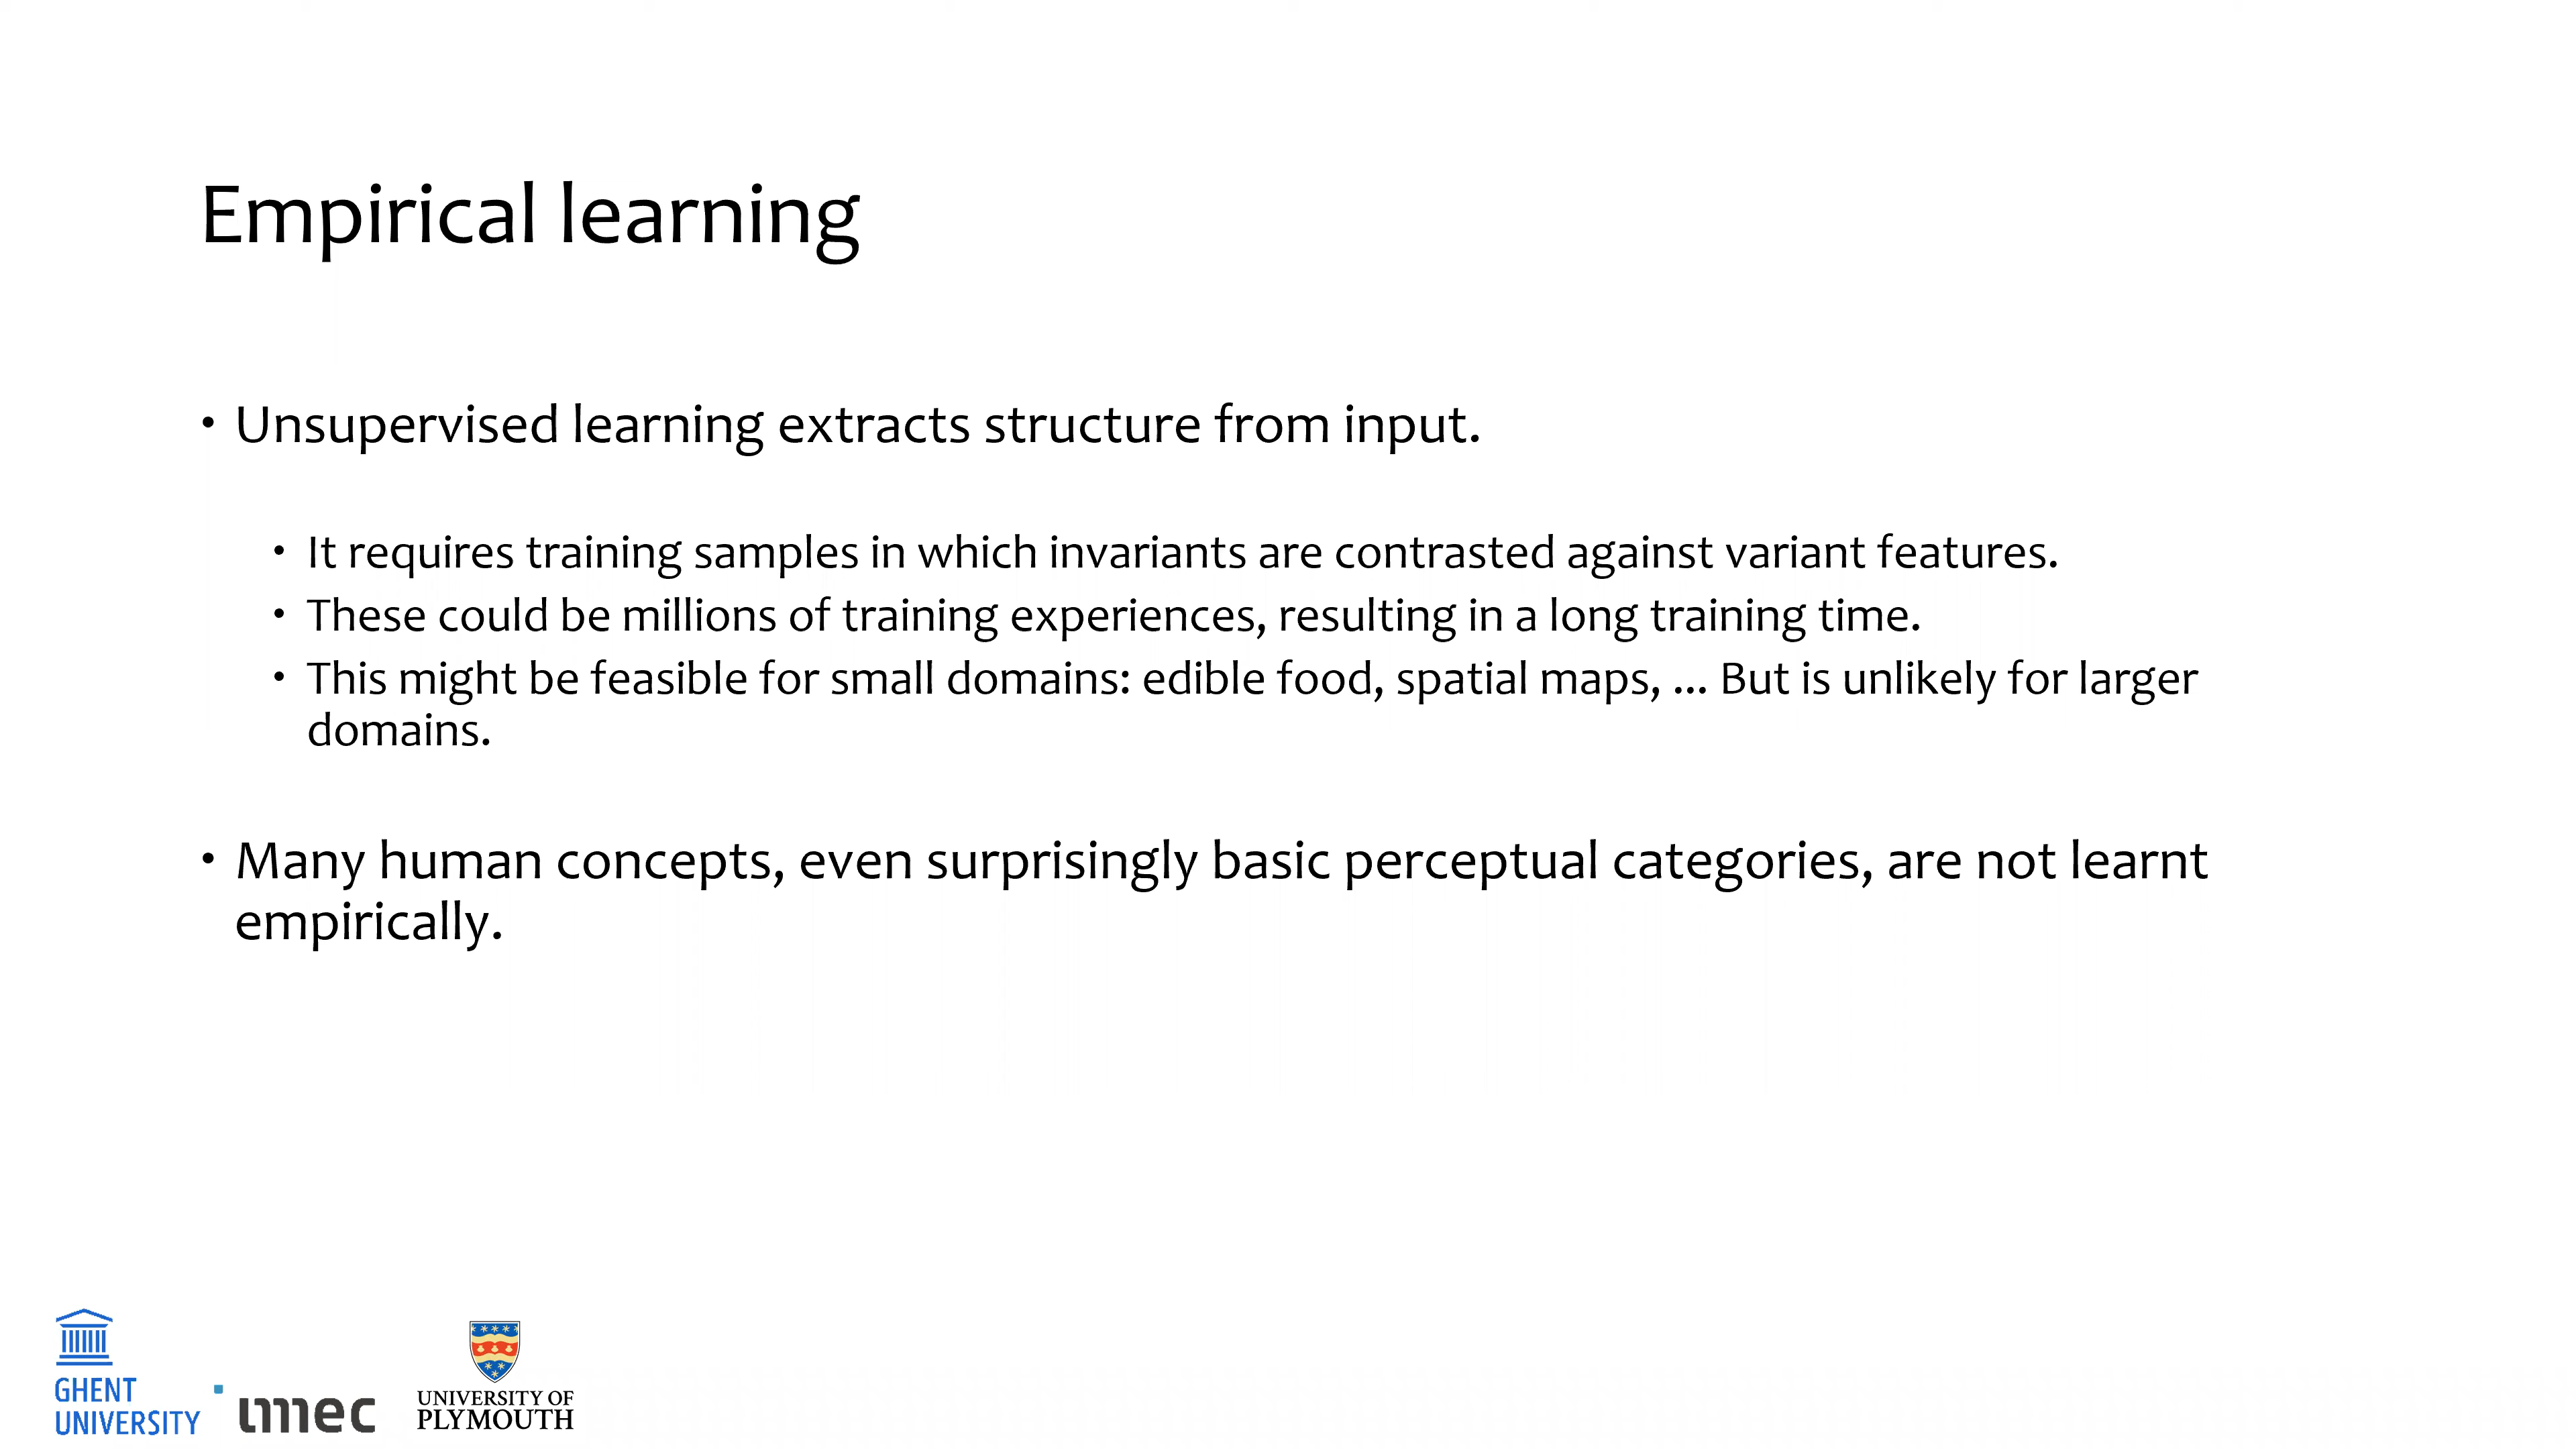 Empirical learning
• Unsupervised learning extracts structure from input.
• It requires training samples in which invariants are contrasted against variant features.
• These could be millions of training experiences, resulting in a long training time.
• This might be feasible for small domains: edible food, spatial maps, ... But is unlikely for larger
domains.
• Many human concepts, even surprisingly basic perceptual categories, are not learnt
empirically.
GHENT
UNIVERSITY
imec
UNIVERSITY OF
PLYMOUTH